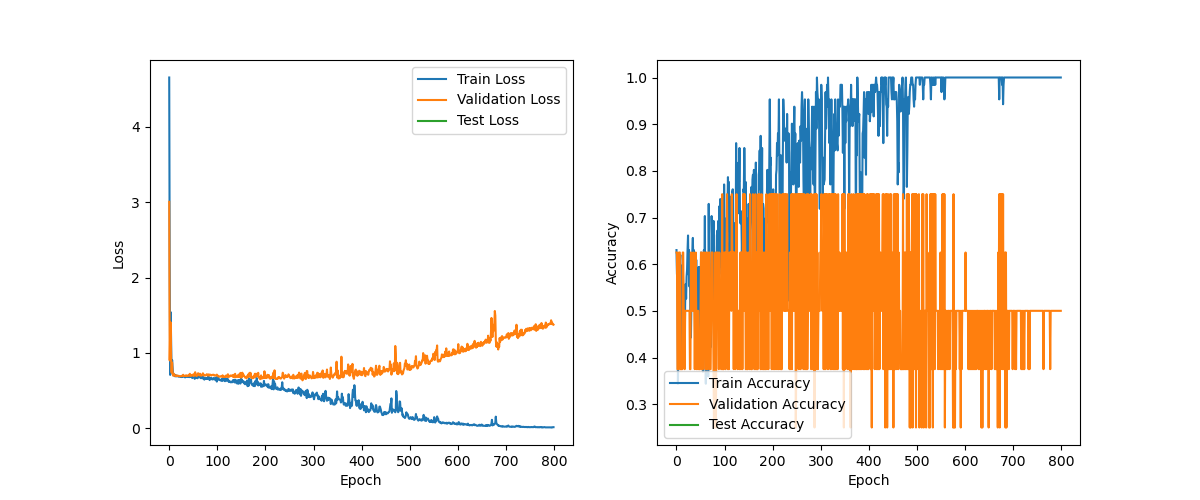 Train Loss
Validation Loss
Test Loss
4
3
2
1
0
Loss
0 100 200 300 400 500 600 700 800
Epoch
1.0
0.9
0.8
0.7
0.6
0.5
0.4
0.3
Accuracy
Train Accuracy
Validation Accuracy
Test Accuracy
0 100 200 300 400 500 600 700 800
Epoch